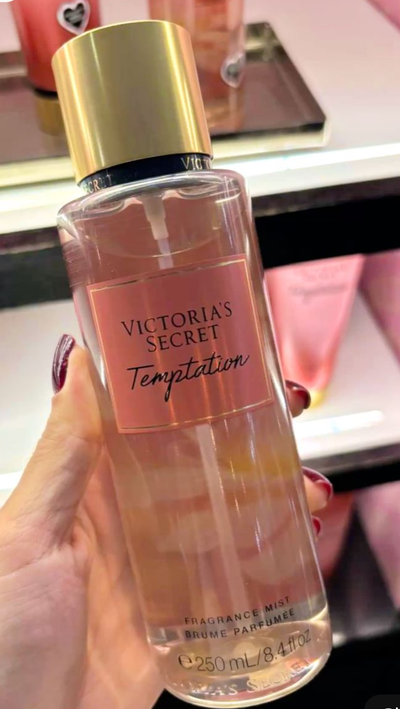 VICTORIA'S
SECRET
Temptation
FRAGRANCE MIST
BRUME PARFUMÉE
℮ 250 mL/8.4 fl oz